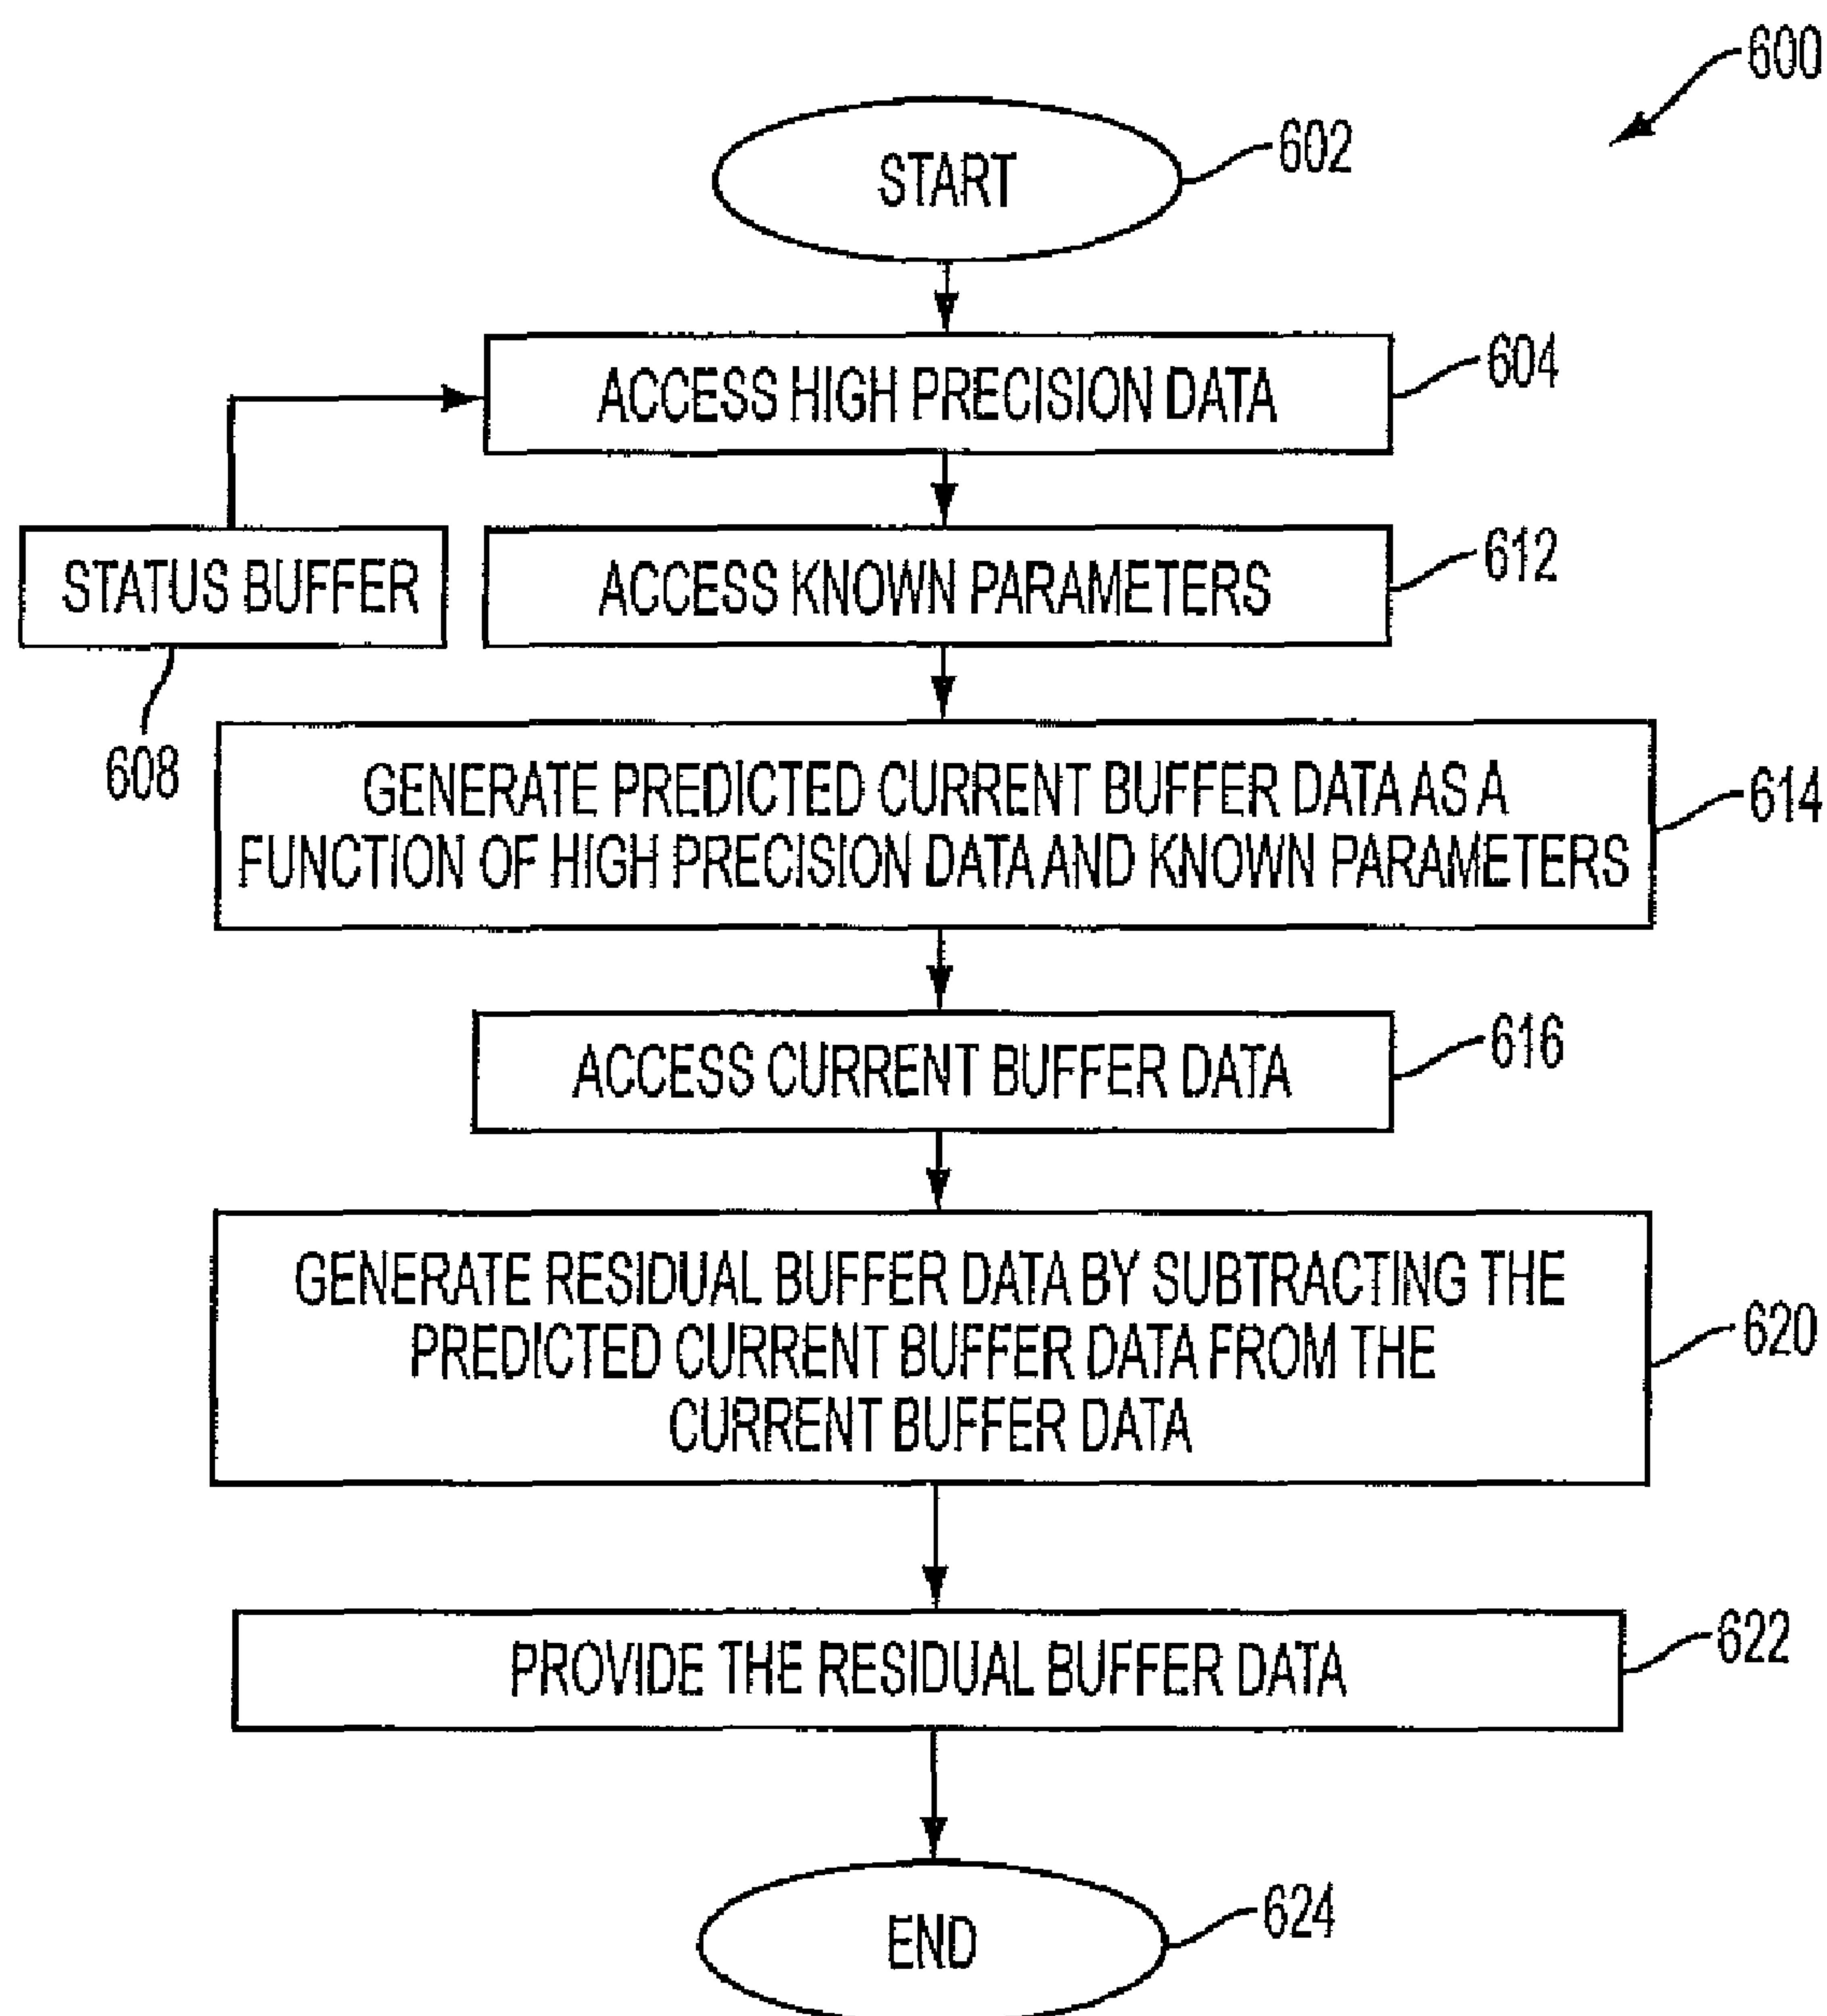 600
START
602
ACCESS HIGH PRECISION DATA
604
STATUS BUFFER
608
ACCESS KNOWN PARAMETERS
612
GENERATE PREDICTED CURRENT BUFFER DATA AS A
FUNCTION OF HIGH PRECISION DATA AND KNOWN PARAMETERS
614
ACCESS CURRENT BUFFER DATA
616
GENERATE RESIDUAL BUFFER DATA BY SUBTRACTING THE
PREDICTED CURRENT BUFFER DATA FROM THE
CURRENT BUFFER DATA
620
PROVIDE THE RESIDUAL BUFFER DATA
622
END
624